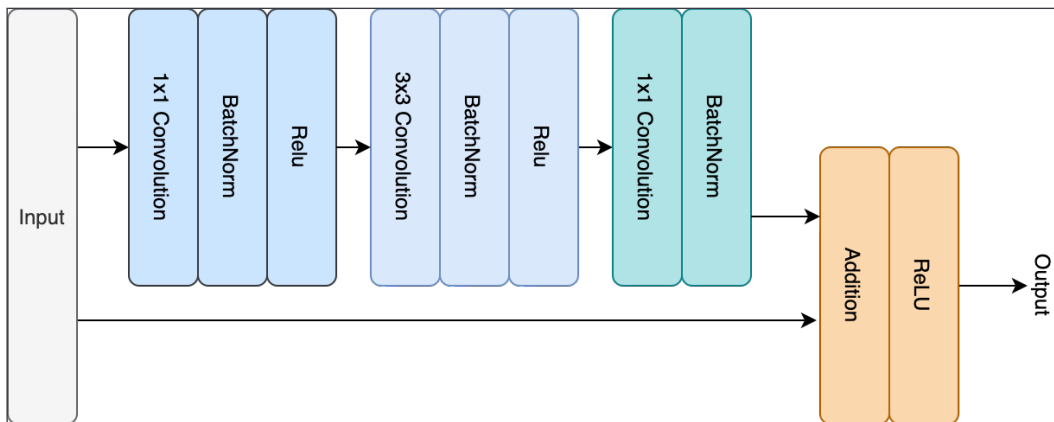 Input
1x1 Convolution
BatchNorm
Relu
3x3 Convolution
BatchNorm
Relu
1x1 Convolution
BatchNorm
Addition
ReLU
Output